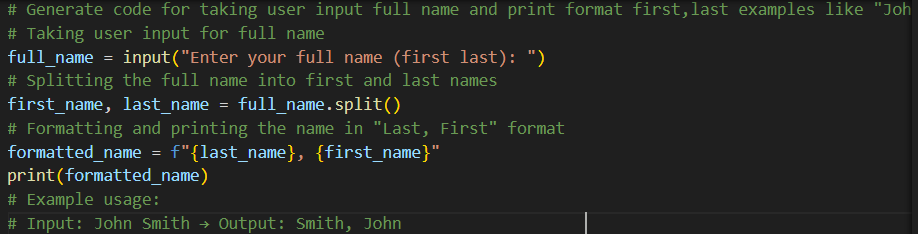 # Generate code for taking user input full name and print format first,last examples like "Joh
# Taking user input for full name
full_name = input("Enter your full name (first last): ")
# Splitting the full name into first and last names
first_name, last_name = full_name.split()
# Formatting and printing the name in "Last, First" format
formatted_name = f"{last_name}, {first_name}"
print(formatted_name)
# Example usage:
# Input: John Smith → Output: Smith, John